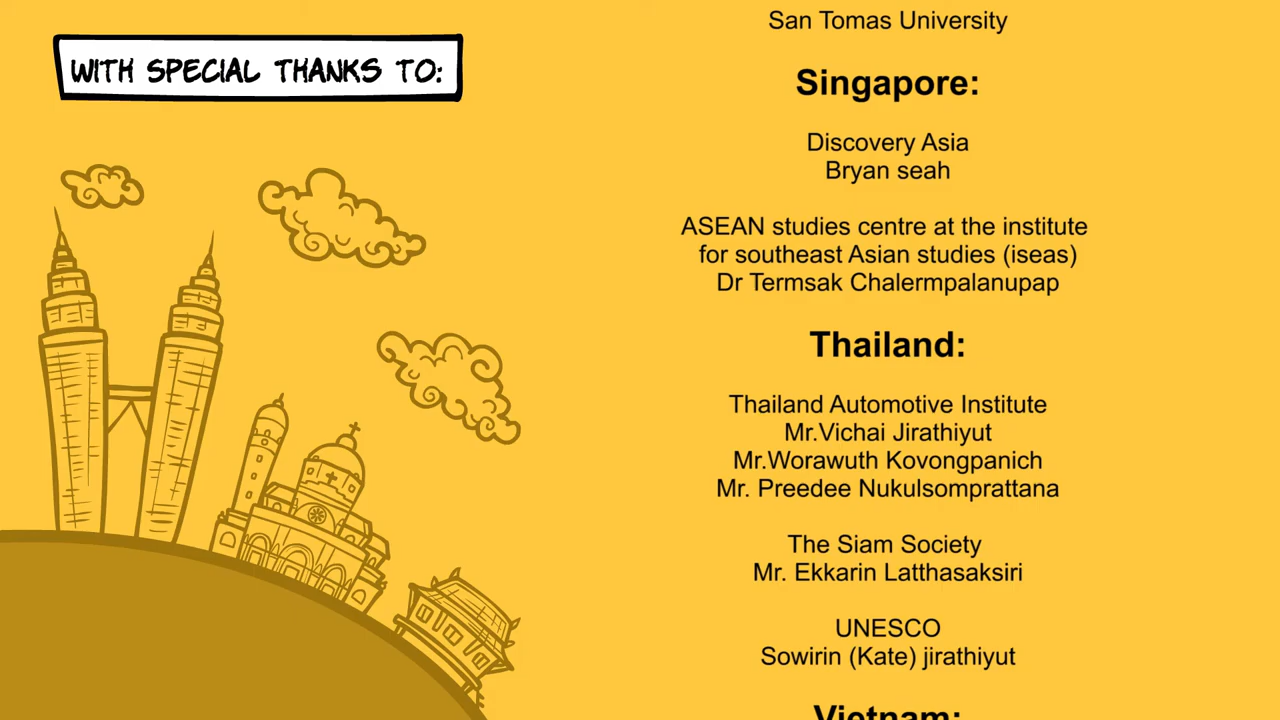 WITH SPECIAL THANKS TO:
San Tomas University
Singapore:
Discovery Asia
Bryan seah
ASEAN studies centre at the institute
for southeast Asian studies (iseas)
Dr Termsak Chalermpalanupap
Thailand:
Thailand Automotive Institute
Mr.Vichai Jirathiyut
Mr.Worawuth Kovongpanich
Mr. Preedee Nukulsomprattana
The Siam Society
Mr. Ekkarin Latthasaksiri
UNESCO
Sowirin (Kate) jirathiyut
Vietnam: